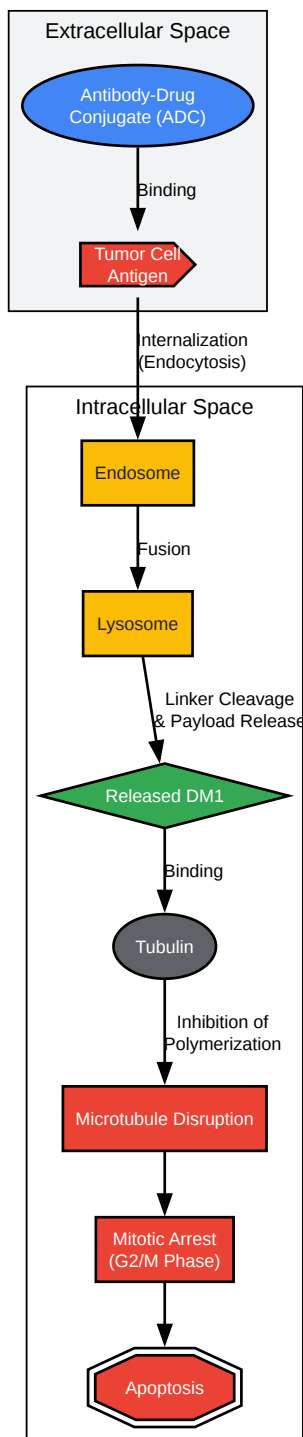 Extracellular Space
Antibody-Drug
Conjugate (ADC)
Binding
Tumor Cell
Antigen
Internalization
(Endocytosis)
Intracellular Space
Endosome
Fusion
Lysosome
Linker Cleavage
& Payload Release
Released DM1
Binding
Tubulin
Inhibition of
Polymerization
Microtubule Disruption
Mitotic Arrest
(G2/M Phase)
Apoptosis